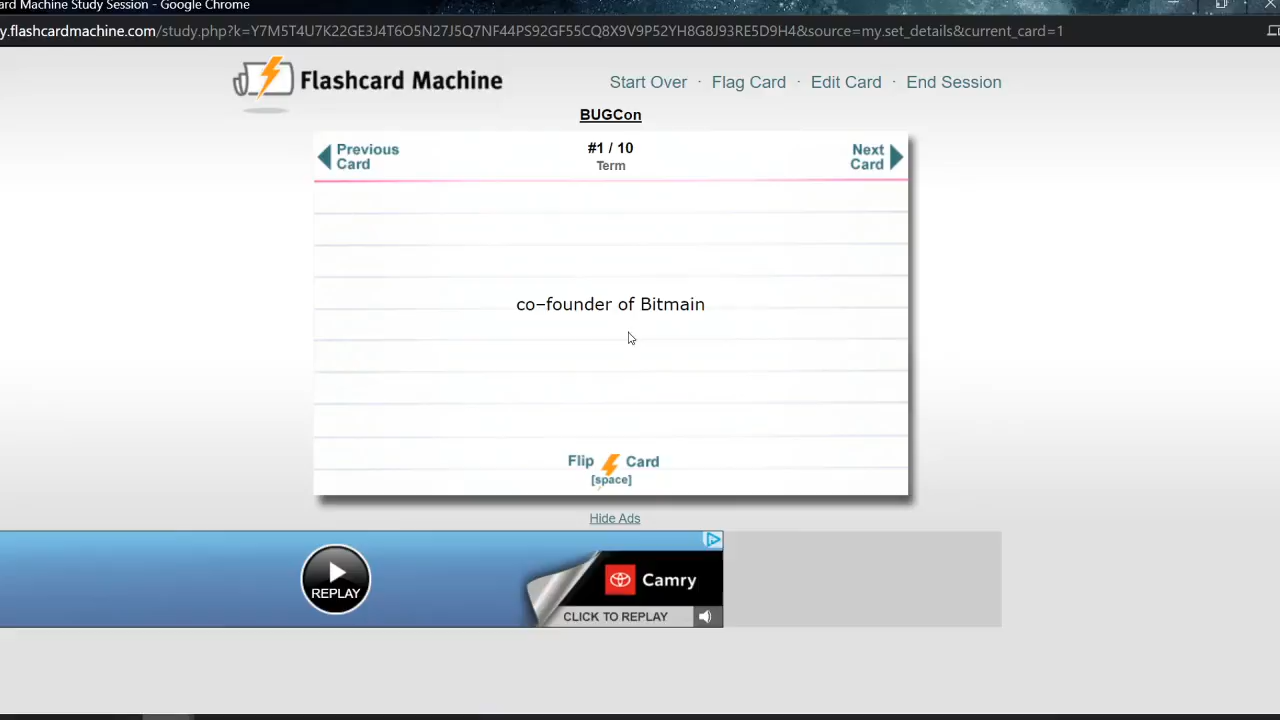 ard Machine Study Session - Google Chrome
y.flashcardmachine.com/study.php?k=Y7M5T4U7K22GE3J4T6O5N27J5Q7NF44PS92GF55CQ8X9V9P52YH8G8J93RE5D9H4&source=my.set_details&current_card=1
Flashcard Machine
Start Over · Flag Card · Edit Card · End Session
BUGCon
Previous Card
#1 / 10
Term
Next Card
co-founder of Bitmain
Flip Card
[space]
Hide Ads
REPLAY
Camry
CLICK TO REPLAY